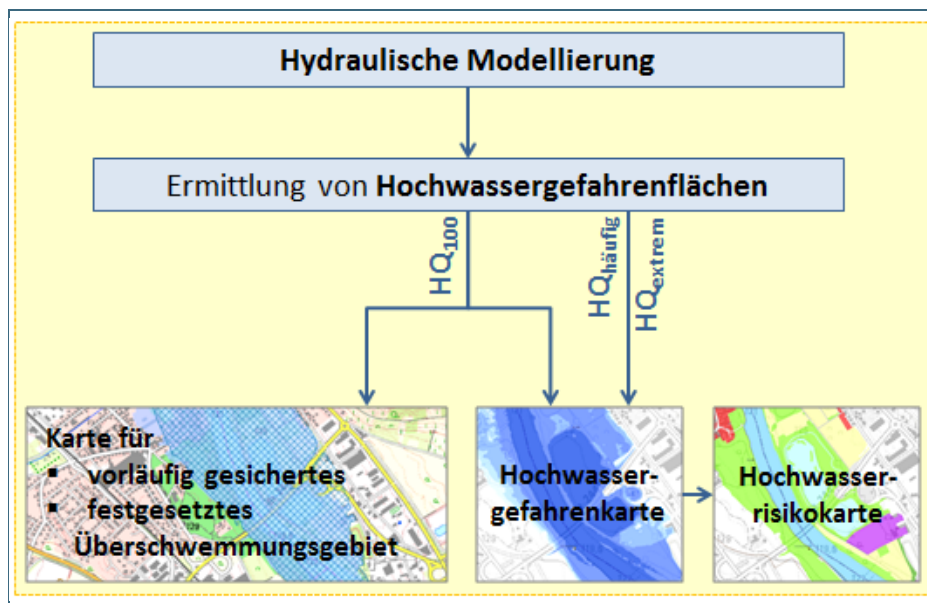 Hydraulische Modellierung
Ermittlung von Hochwassergefahrenflächen
HQ100
HQhäufig
HQextrem
Karte für
▪ vorläufig gesichertes
▪ festgesetztes
Überschwemmungsgebiet
Hochwasser-
gefahrenkarte
Hochwasser-
risikokarte